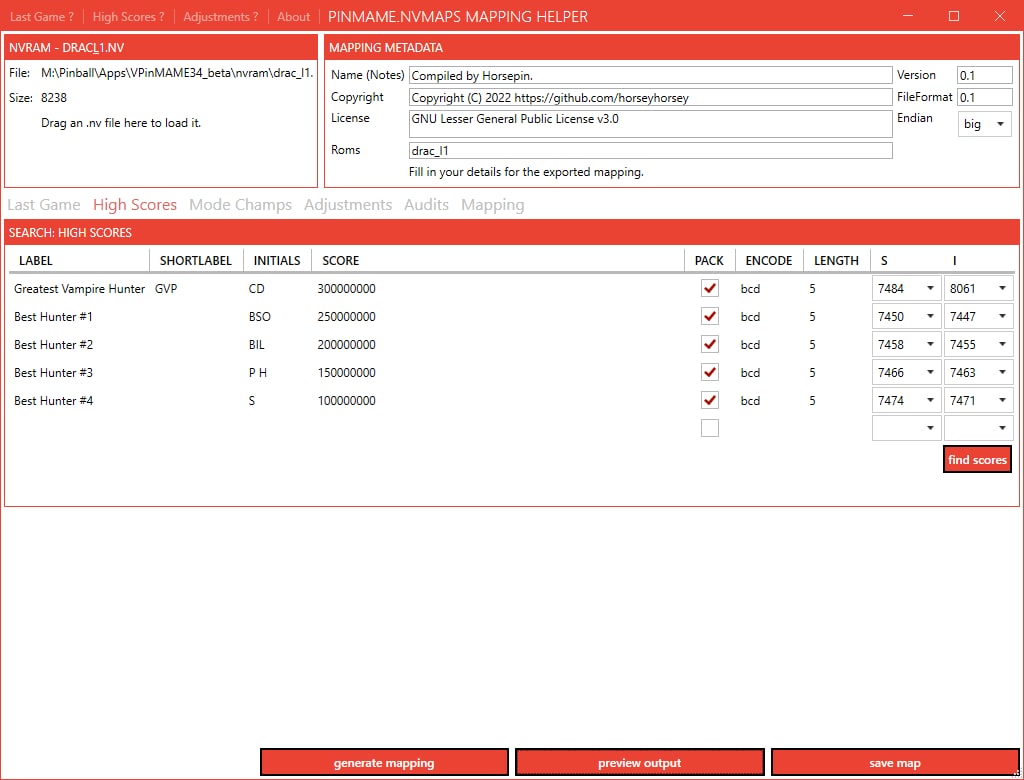 Last Game ? High Scores ? Adjustments ? About PINMAME.NVMAPS MAPPING HELPER
NVRAM - DRACL1.NV
File: M:\Pinball\Apps\VPinMAME34_beta\nvram\drac_l1.
Size: 8238
Drag an .nv file here to load it.
MAPPING METADATA
Name (Notes) Compiled by Horsepin. Version 0.1
Copyright Copyright (C) 2022 https://github.com/horseyhorsey FileFormat 0.1
License GNU Lesser General Public License v3.0 Endian big
Roms drac_l1
Fill in your details for the exported mapping.
Last Game High Scores Mode Champs Adjustments Audits Mapping
SEARCH: HIGH SCORES
LABEL SHORTLABEL INITIALS SCORE PACK ENCODE LENGTH S I
Greatest Vampire Hunter GVP CD 300000000 bcd 5 7484 8061
Best Hunter #1 BSO 250000000 bcd 5 7450 7447
Best Hunter #2 BIL 200000000 bcd 5 7458 7455
Best Hunter #3 P H 150000000 bcd 5 7466 7463
Best Hunter #4 S 100000000 bcd 5 7474 7471
find scores
generate mapping preview output save map